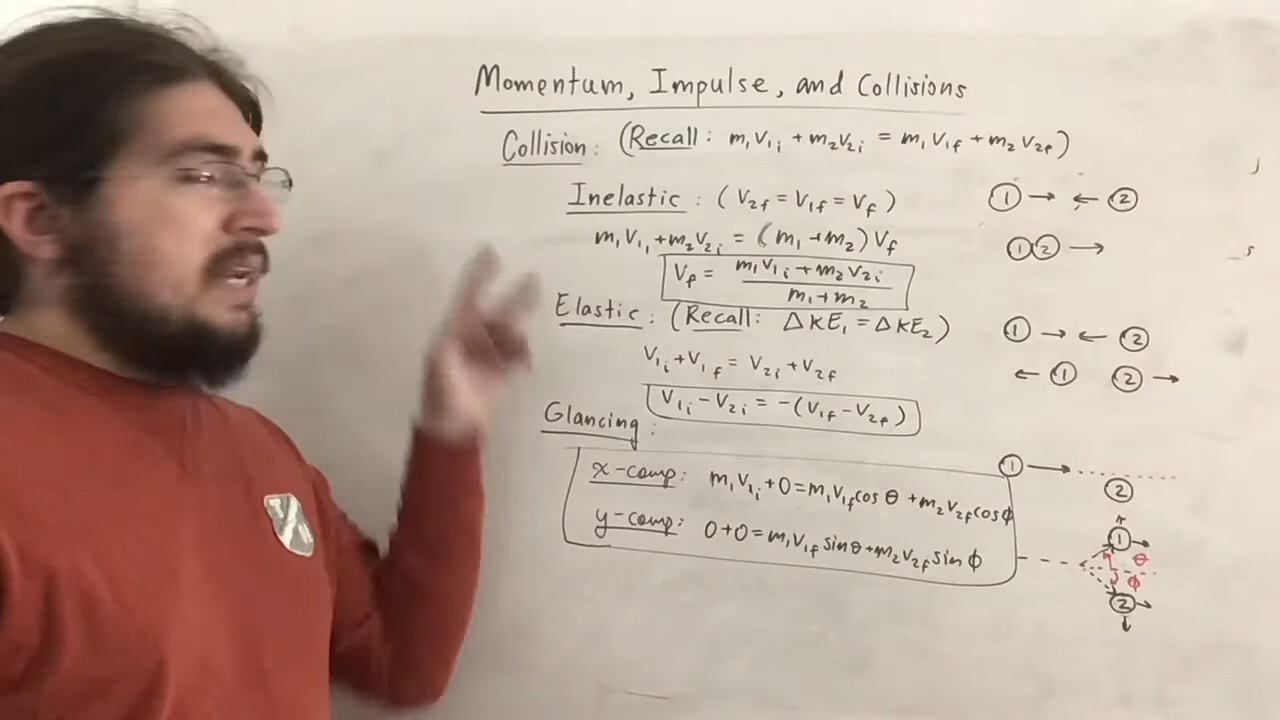 Momentum, Impulse, and Collisions
Collision: (Recall: m₁v₁ᵢ + m₂v₂ᵢ = m₁v₁f + m₂v₂f)
Inelastic: (v₂f = v₁f = vf)
① → ← ②
m₁v₁ᵢ + m₂v₂ᵢ = (m₁ + m₂)vf
①② →
vf = (m₁v₁ᵢ + m₂v₂ᵢ)/(m₁ + m₂)
Elastic: (Recall: ΔKE₁ = ΔKE₂)
① → ← ②
v₁ᵢ + v₁f = v₂ᵢ + v₂f
← ① ② →
v₁ᵢ - v₂ᵢ = -(v₁f - v₂f)
Glancing:
① →
②
x-comp: m₁v₁ᵢ + 0 = m₁v₁f cos θ + m₂v₂f cos ϕ
y-comp: 0 + 0 = m₁v₁f sin θ + m₂v₂f sin ϕ
① →
θ
ϕ
② →